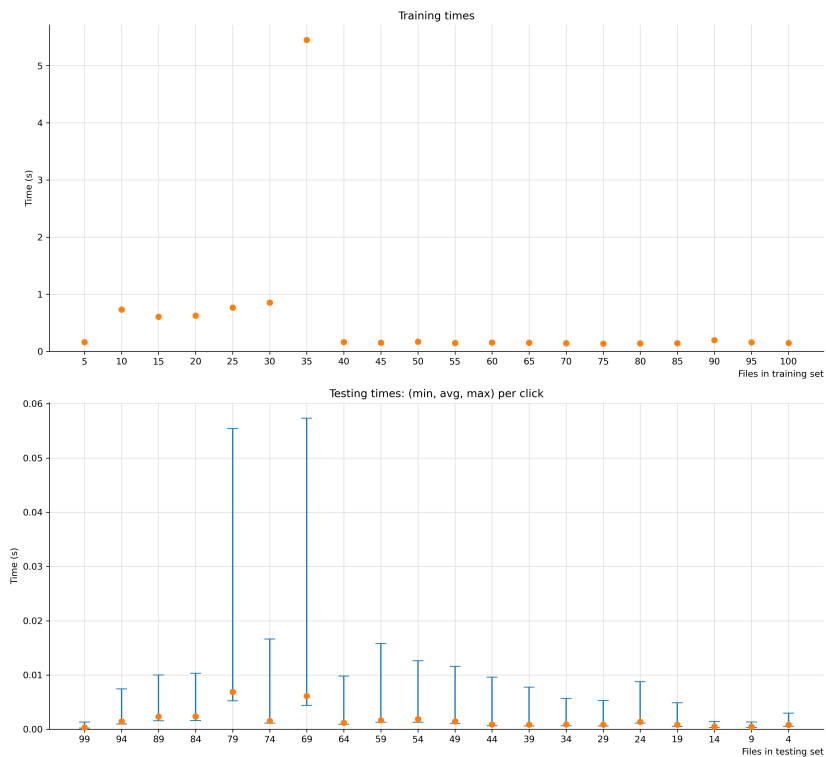 Training times
Time (s)
5
4
3
2
1
0
5 10 15 20 25 30 35 40 45 50 55 60 65 70 75 80 85 90 95 100
Files in training set
Testing times: (min, avg, max) per click
Time (s)
0.06
0.05
0.04
0.03
0.02
0.01
0.00
99 94 89 84 79 74 69 64 59 54 49 44 39 34 29 24 19 14 9 4
Files in testing set